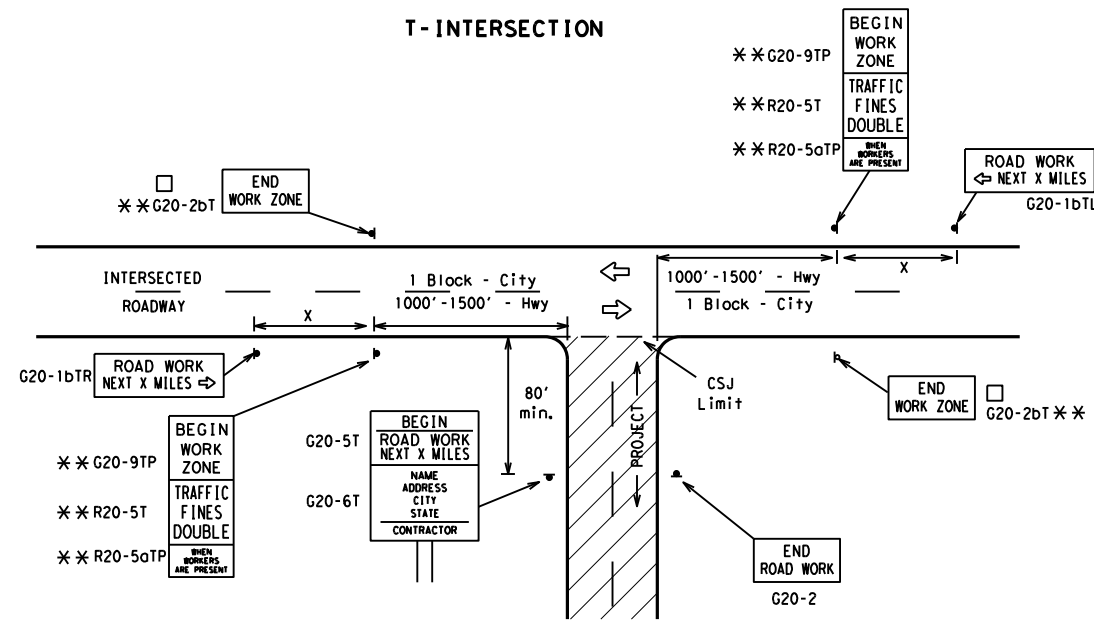 T-INTERSECTION
BEGIN
WORK
ZONE
**G20-9TP
TRAFFIC
FINES
DOUBLE
**R20-5T
WHEN
WORKERS
ARE PRESENT
**R20-5aTP
ROAD WORK
⇦ NEXT X MILES
G20-1bTL
END
WORK ZONE
□
**G20-2bT
INTERSECTED
ROADWAY
1 Block - City
1000'-1500' - Hwy
X
1000'-1500' - Hwy
1 Block - City
X
G20-1bTR
ROAD WORK
NEXT X MILES ⇨
80'
min.
PROJECT
CSJ
Limit
END
WORK ZONE
□
G20-2bT **
BEGIN
WORK
ZONE
**G20-9TP
TRAFFIC
FINES
DOUBLE
**R20-5T
WHEN
WORKERS
ARE PRESENT
**R20-5aTP
G20-5T
BEGIN
ROAD WORK
NEXT X MILES
G20-6T
NAME
ADDRESS
CITY
STATE
CONTRACTOR
END
ROAD WORK
G20-2